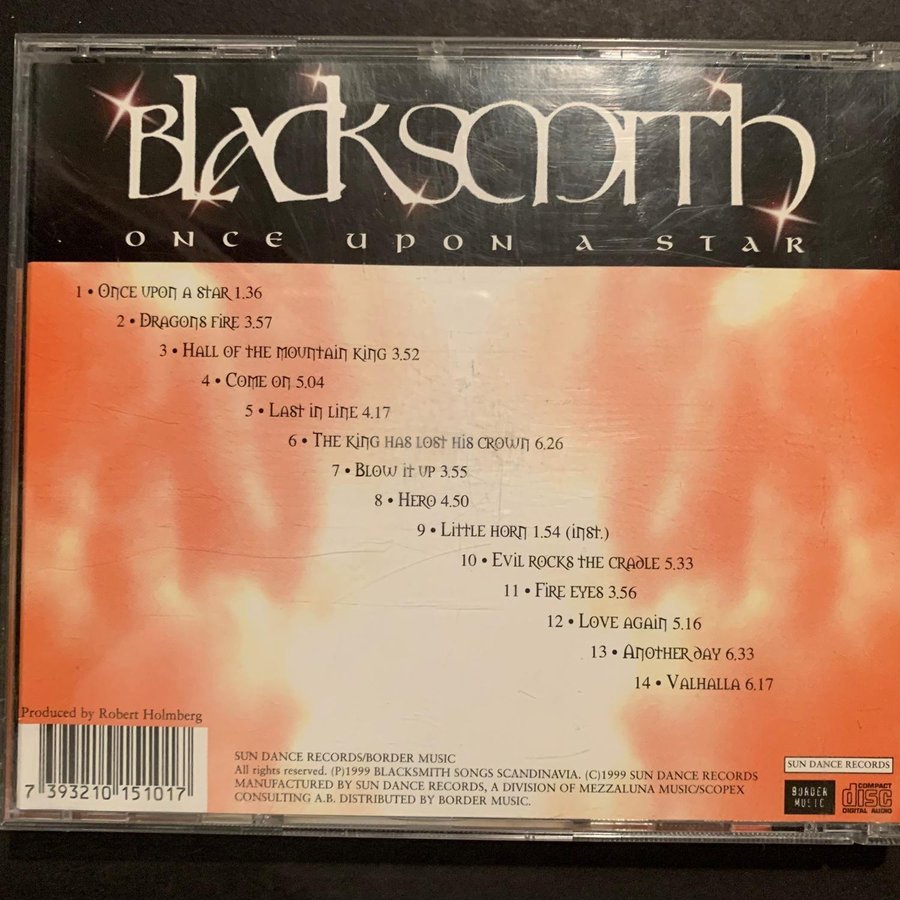 BLACKSMITH
ONCE UPON A STAR
1 • ONCE UPON A STAR 1.36
2 • DRAGONS FIRE 3.57
3 • HALL OF THE MOUNTAIN KING 3.52
4 • COME ON 5.04
5 • LAST IN LINE 4.17
6 • THE KING HAS LOST HIS CROWN 6.26
7 • BLOW IT UP 3.55
8 • HERO 4.50
9 • LITTLE HORN 1.54 (INST.)
10 • EVIL ROCKS THE CRADLE 5.33
11 • FIRE EYES 3.56
12 • LOVE AGAIN 5.16
13 • ANOTHER DAY 6.33
14 • VALHALLA 6.17
Produced by Robert Holmberg
7 393210 151017
SUN DANCE RECORDS/BORDER MUSIC
All rights reserved. (P)1999 BLACKSMITH SONGS SCANDINAVIA. (C)1999 SUN DANCE RECORDS
MANUFACTURED BY SUN DANCE RECORDS, A DIVISION OF MEZZALUNA MUSIC/SCOPEX
CONSULTING A.B. DISTRIBUTED BY BORDER MUSIC.
SUN DANCE RECORDS
BORDER
MUSIC
COMPACT
disc
DIGITAL AUDIO